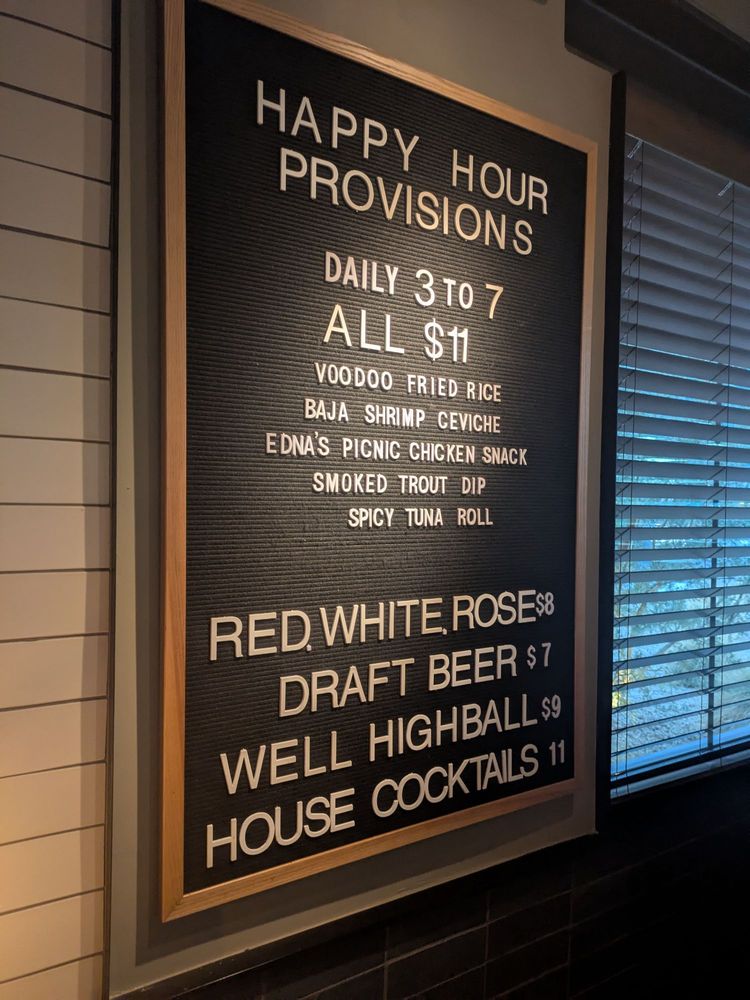 HAPPY HOUR
PROVISIONS
DAILY 3 TO 7
ALL $11
VOODOO FRIED RICE
BAJA SHRIMP CEVICHE
EDNA'S PICNIC CHICKEN SNACK
SMOKED TROUT DIP
SPICY TUNA ROLL
RED, WHITE, ROSE $8
DRAFT BEER $7
WELL HIGHBALL $9
HOUSE COCKTAILS 11